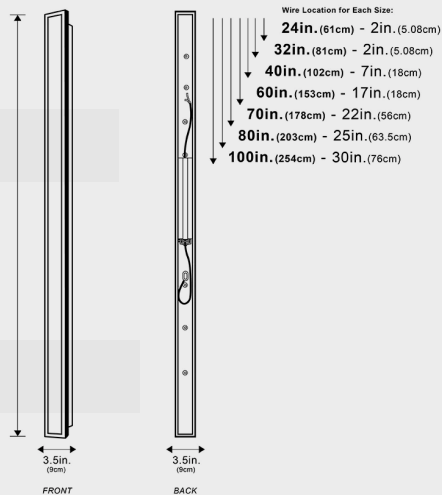 Wire Location for Each Size:
24in.(61cm) - 2in.(5.08cm)
32in.(81cm) - 2in.(5.08cm)
40in.(102cm) - 7in.(18cm)
60in.(153cm) - 17in.(18cm)
70in.(178cm) - 22in.(56cm)
80in.(203cm) - 25in.(63.5cm)
100in.(254cm) - 30in.(76cm)
3.5in.
(9cm)
FRONT
3.5in.
(9cm)
BACK